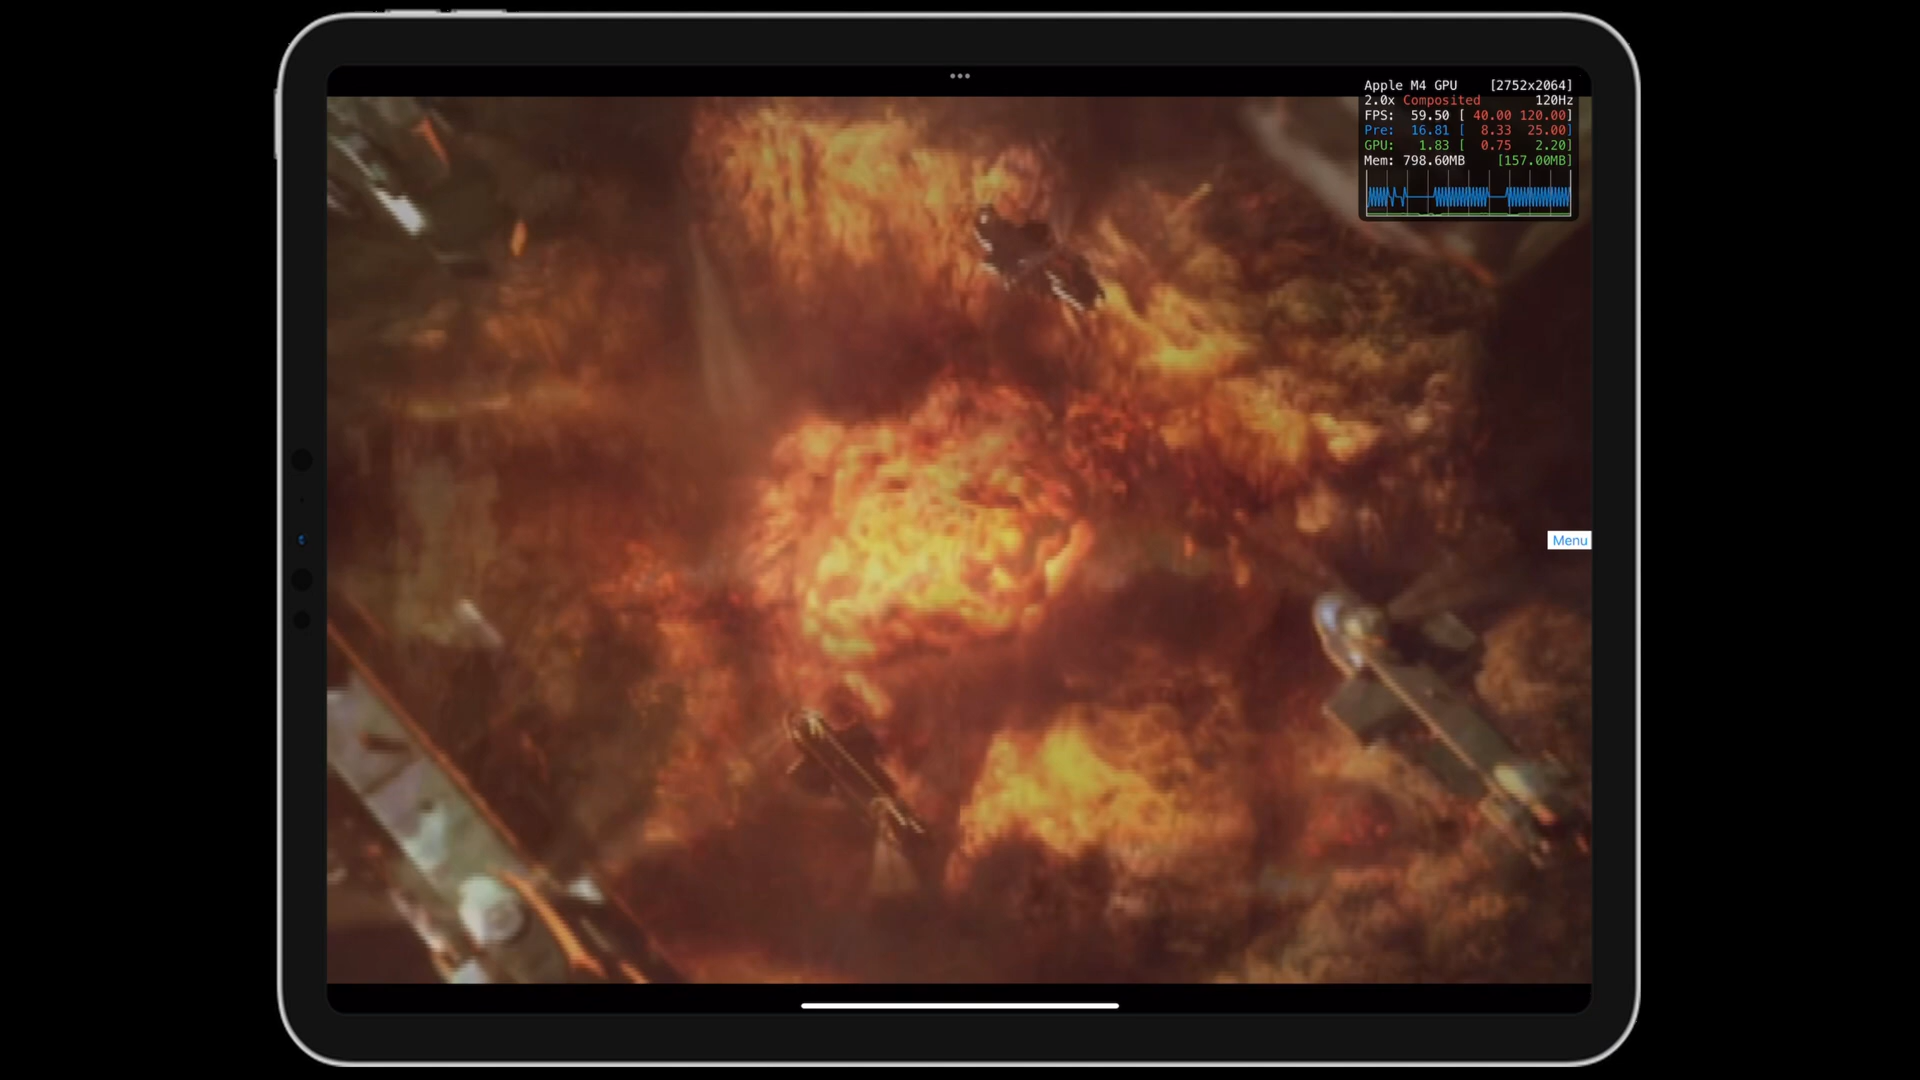 Apple M4 GPU [2752x2064]
2.0x Composited 120Hz
FPS: 59.50 [ 40.00 120.00]
Pre: 16.81 [ 8.33 25.00]
GPU: 1.83 [ 0.75 2.20]
Mem: 798.60MB [157.00MB]
Menu